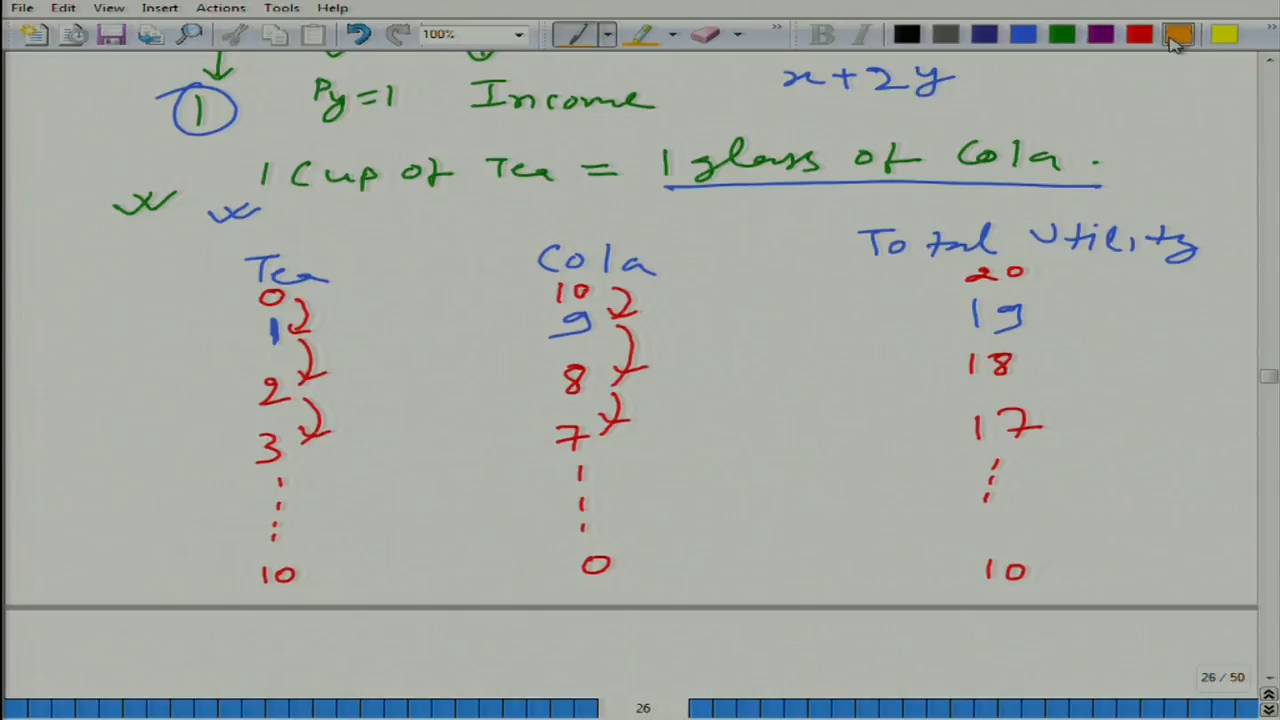 File Edit View Insert Actions Tools Help
100%
B I
1 Py=1 Income x+2y
1 Cup of Tea = 1 glass of Cola.
Tea Cola Total Utility
0 10 20
1 9 19
2 8 18
3 7 17
10 0 10
26 / 50
26